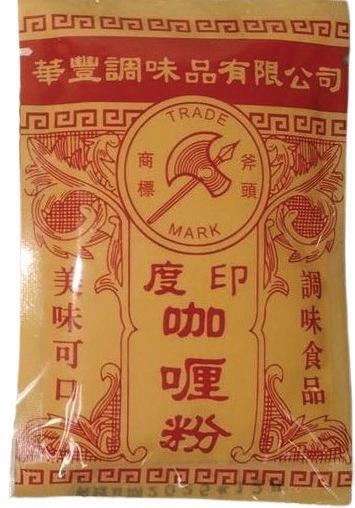 華豐調味品有限公司
TRADE
斧頭
商標
MARK
印度
咖喱粉
調味食品
美味可口